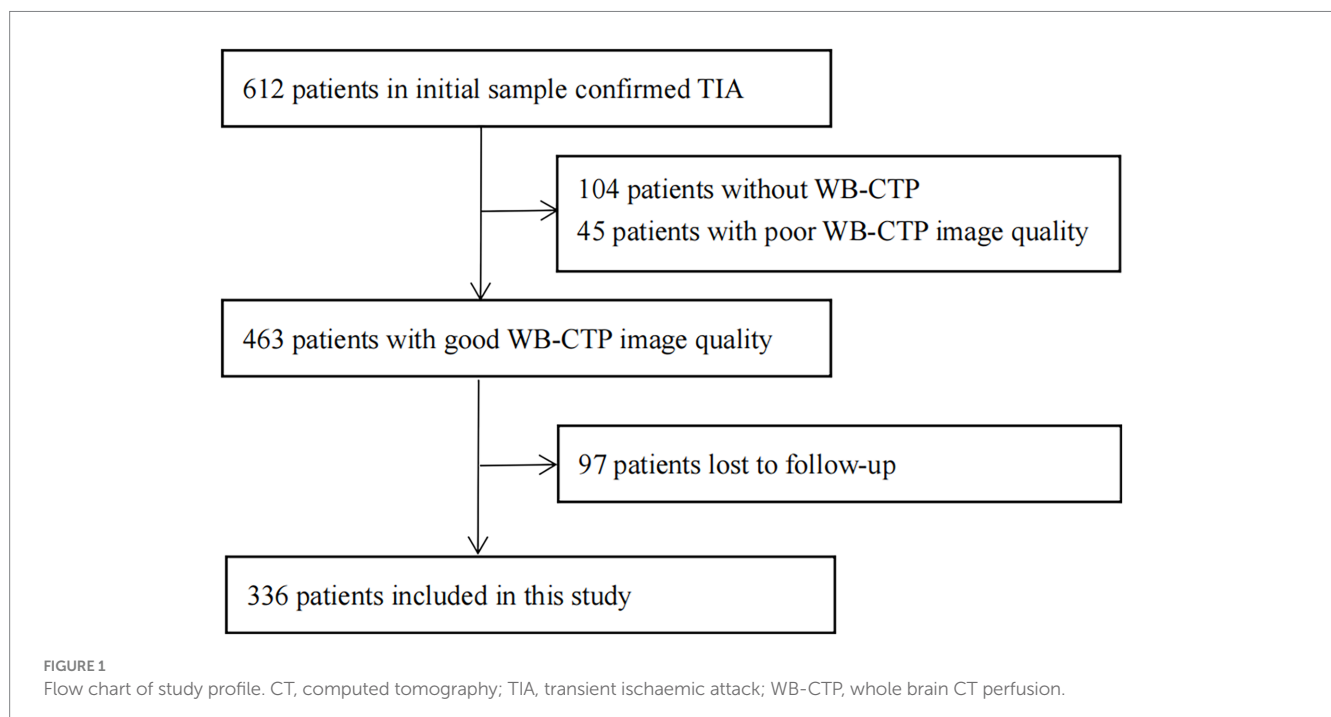 612 patients in initial sample confirmed TIA
104 patients without WB-CTP
45 patients with poor WB-CTP image quality
463 patients with good WB-CTP image quality
97 patients lost to follow-up
336 patients included in this study
FIGURE 1
Flow chart of study profile. CT, computed tomography; TIA, transient ischaemic attack; WB-CTP, whole brain CT perfusion.